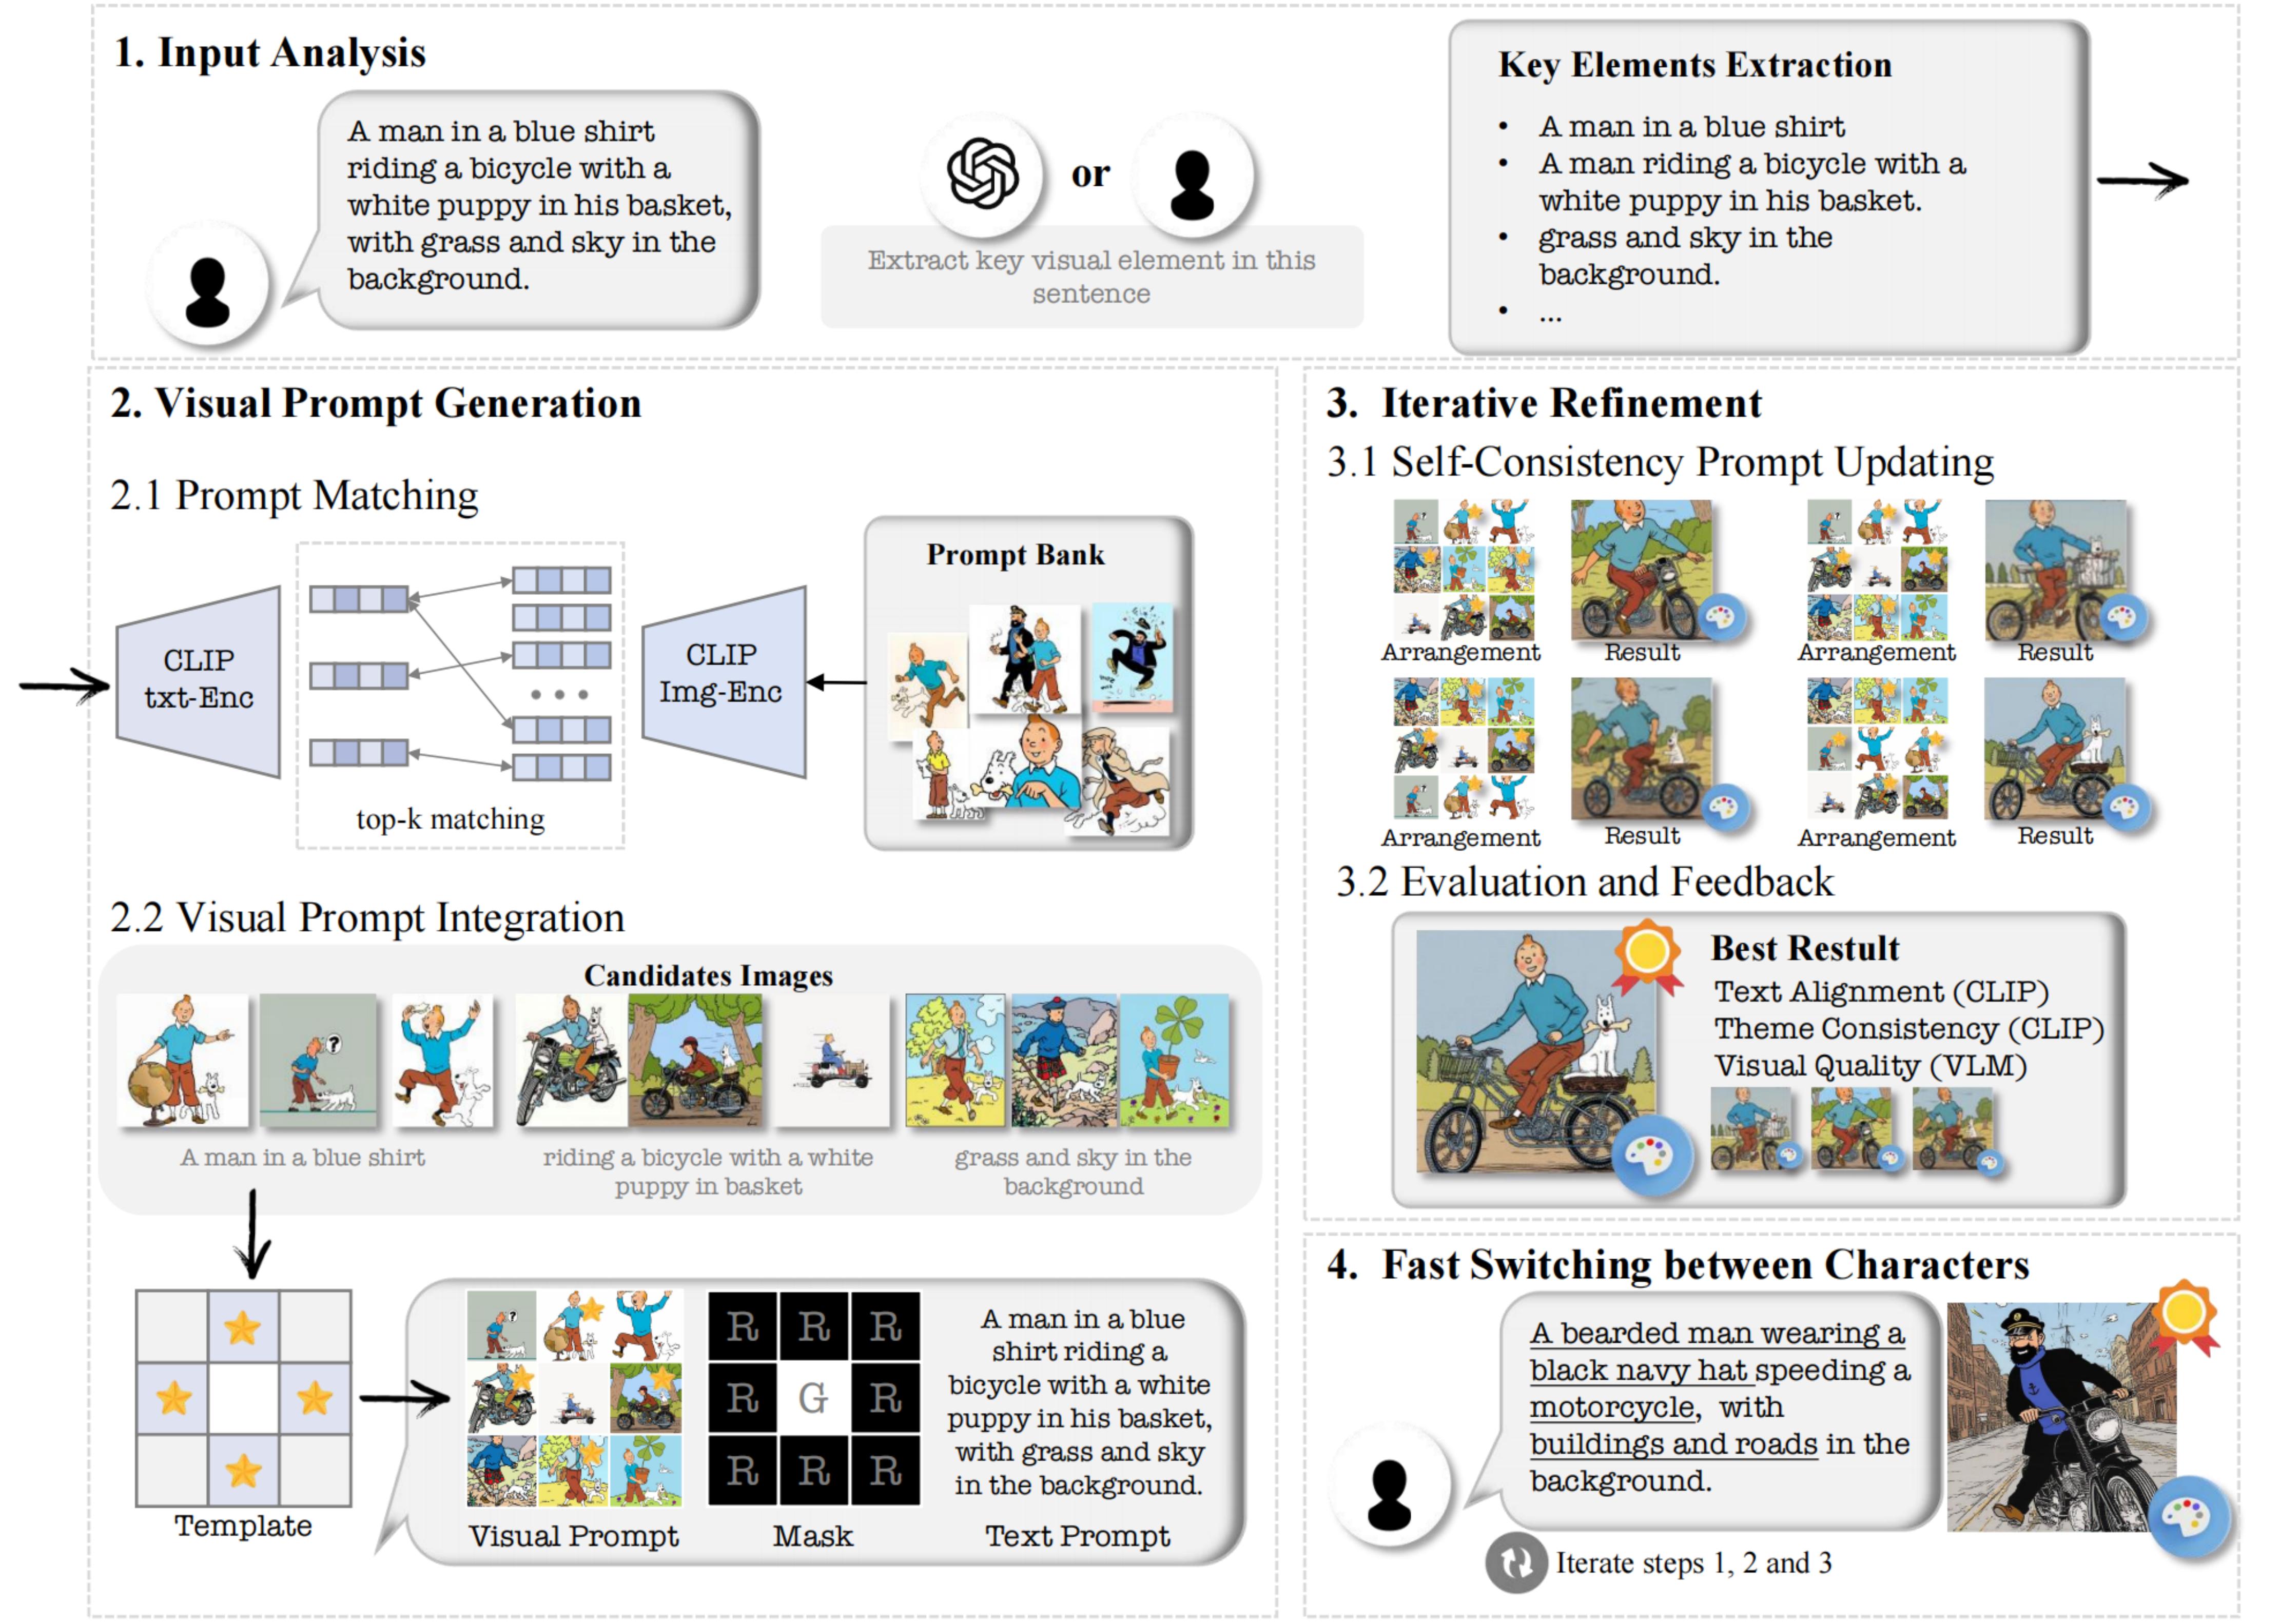 1. Input Analysis
A man in a blue shirt
riding a bicycle with a
white puppy in his basket,
with grass and sky in the
background.
or
Extract key visual element in this
sentence
Key Elements Extraction
• A man in a blue shirt
• A man riding a bicycle with a
white puppy in his basket.
• grass and sky in the
background.
• ...
2. Visual Prompt Generation
2.1 Prompt Matching
CLIP
txt-Enc
top-k matching
CLIP
Img-Enc
Prompt Bank
2.2 Visual Prompt Integration
Candidates Images
?
A man in a blue shirt
riding a bicycle with a white
puppy in basket
grass and sky in the
background
Template
Visual Prompt
R R R
R G R
R R R
Mask
A man in a blue
shirt riding a
bicycle with a white
puppy in his basket,
with grass and sky
in the background.
Text Prompt
3. Iterative Refinement
3.1 Self-Consistency Prompt Updating
Arrangement Result Arrangement Result
Arrangement Result Arrangement Result
3.2 Evaluation and Feedback
Best Restult
Text Alignment (CLIP)
Theme Consistency (CLIP)
Visual Quality (VLM)
4. Fast Switching between Characters
A bearded man wearing a
black navy hat speeding a
motorcycle, with
buildings and roads in the
background.
Iterate steps 1, 2 and 3